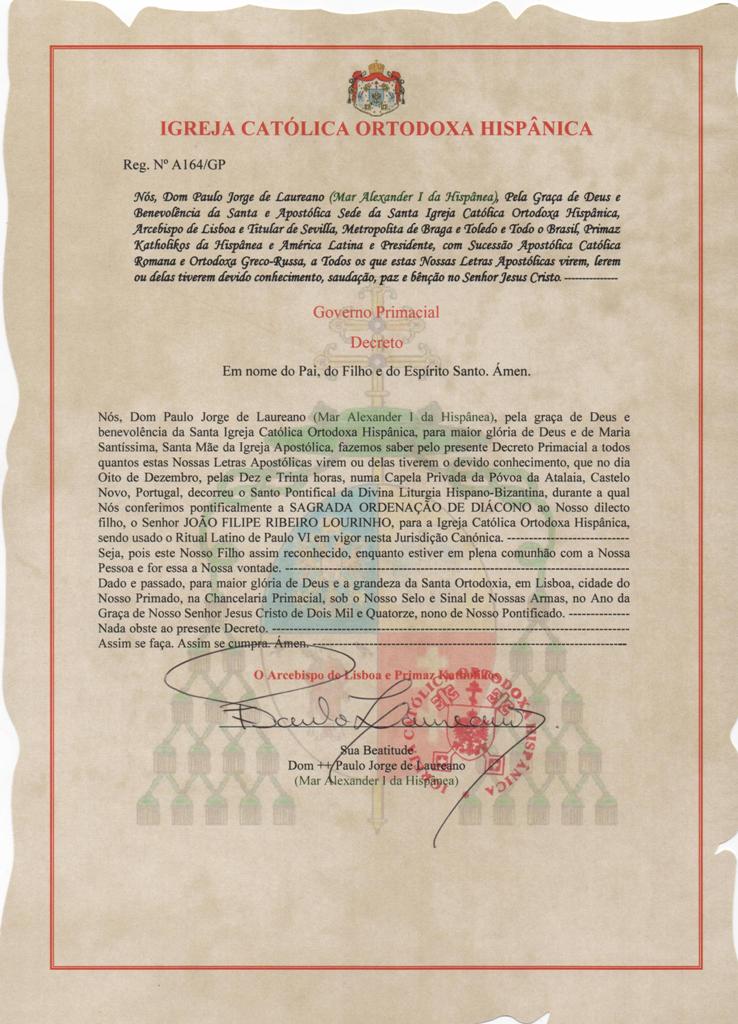 IGREJA CATÓLICA ORTODOXA HISPÂNICA
Reg. Nº A164/GP
Nós, Dom Paulo Jorge de Laureano (Mar Alexander I da Hispânea), Pela Graça de Deus e
Benevolência da Santa e Apostólica Sede da Santa Igreja Católica Ortodoxa Hispânica,
Arcebispo de Lisboa e Titular de Sevilla, Metropolita de Braga e Toledo e Todo o Brasil, Primaz
Katholikos da Hispânea e América Latina e Presidente, com Sucessão Apostólica Católica
Romana e Ortodoxa Greco-Russa, a Todos os que estas Nossas Letras Apostólicas virem, lerem
ou delas tiverem devido conhecimento, saudação, paz e bênção no Senhor Jesus Cristo. ---------------
Governo Primacial
Decreto
Em nome do Pai, do Filho e do Espírito Santo. Ámen.
Nós, Dom Paulo Jorge de Laureano (Mar Alexander I da Hispânea), pela graça de Deus e
benevolência da Santa Igreja Católica Ortodoxa Hispânica, para maior glória de Deus e de Maria
Santíssima, Santa Mãe da Igreja Apostólica, fazemos saber pelo presente Decreto Primacial a todos
quantos estas Nossas Letras Apostólicas virem ou delas tiverem o devido conhecimento, que no dia
Oito de Dezembro, pelas Dez e Trinta horas, numa Capela Privada da Póvoa da Atalaia, Castelo
Novo, Portugal, decorreu o Santo Pontifical da Divina Liturgia Hispano-Bizantina, durante a qual
Nós conferimos pontificalmente a SAGRADA ORDENAÇÃO DE DIÁCONO ao Nosso dilecto
filho, o Senhor JOÃO FILIPE RIBEIRO LOURINHO, para a Igreja Católica Ortodoxa Hispânica,
sendo usado o Ritual Latino de Paulo VI em vigor nesta Jurisdição Canónica. -----------------------
Seja, pois este Nosso Filho assim reconhecido, enquanto estiver em plena comunhão com a Nossa
Pessoa e for essa a Nossa vontade. ----------------------------------------------------------------
Dado e passado, para maior glória de Deus e a grandeza da Santa Ortodoxia, em Lisboa, cidade do
Nosso Primado, na Chancelaria Primacial, sob o Nosso Selo e Sinal de Nossas Armas, no Ano da
Graça de Nosso Senhor Jesus Cristo de Dois Mil e Quatorze, nono de Nosso Pontificado. ------------
Nada obste ao presente Decreto. -------------------------------------------------------------------
Assim se faça. Assim se cumpra. Ámen. -----------------------------------------------------------
O Arcebispo de Lisboa e Primaz Katholikos
Paulo Laureano
IGREJA CATÓLICA ORTODOXA HISPÂNICA
Sua Beatitude
Dom ++ Paulo Jorge de Laureano
(Mar Alexander I da Hispânea)